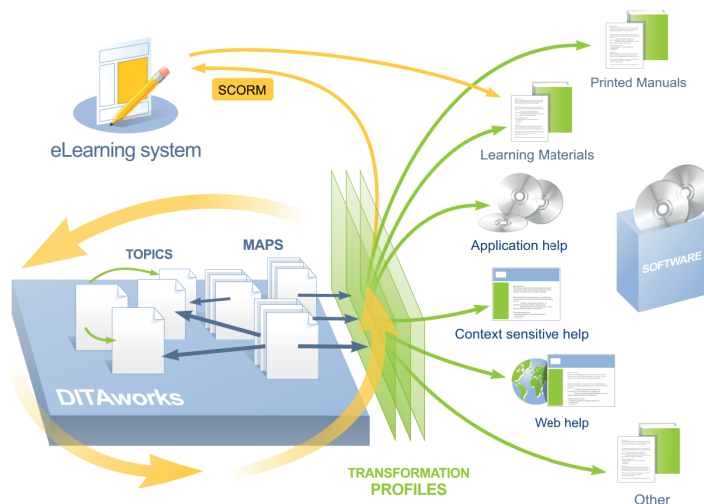 Printed Manuals
SCORM
eLearning system
Learning Materials
TOPICS
MAPS
Application help
SOFTWARE
Context sensitive help
DITAworks
Web help
TRANSFORMATION
PROFILES
Other